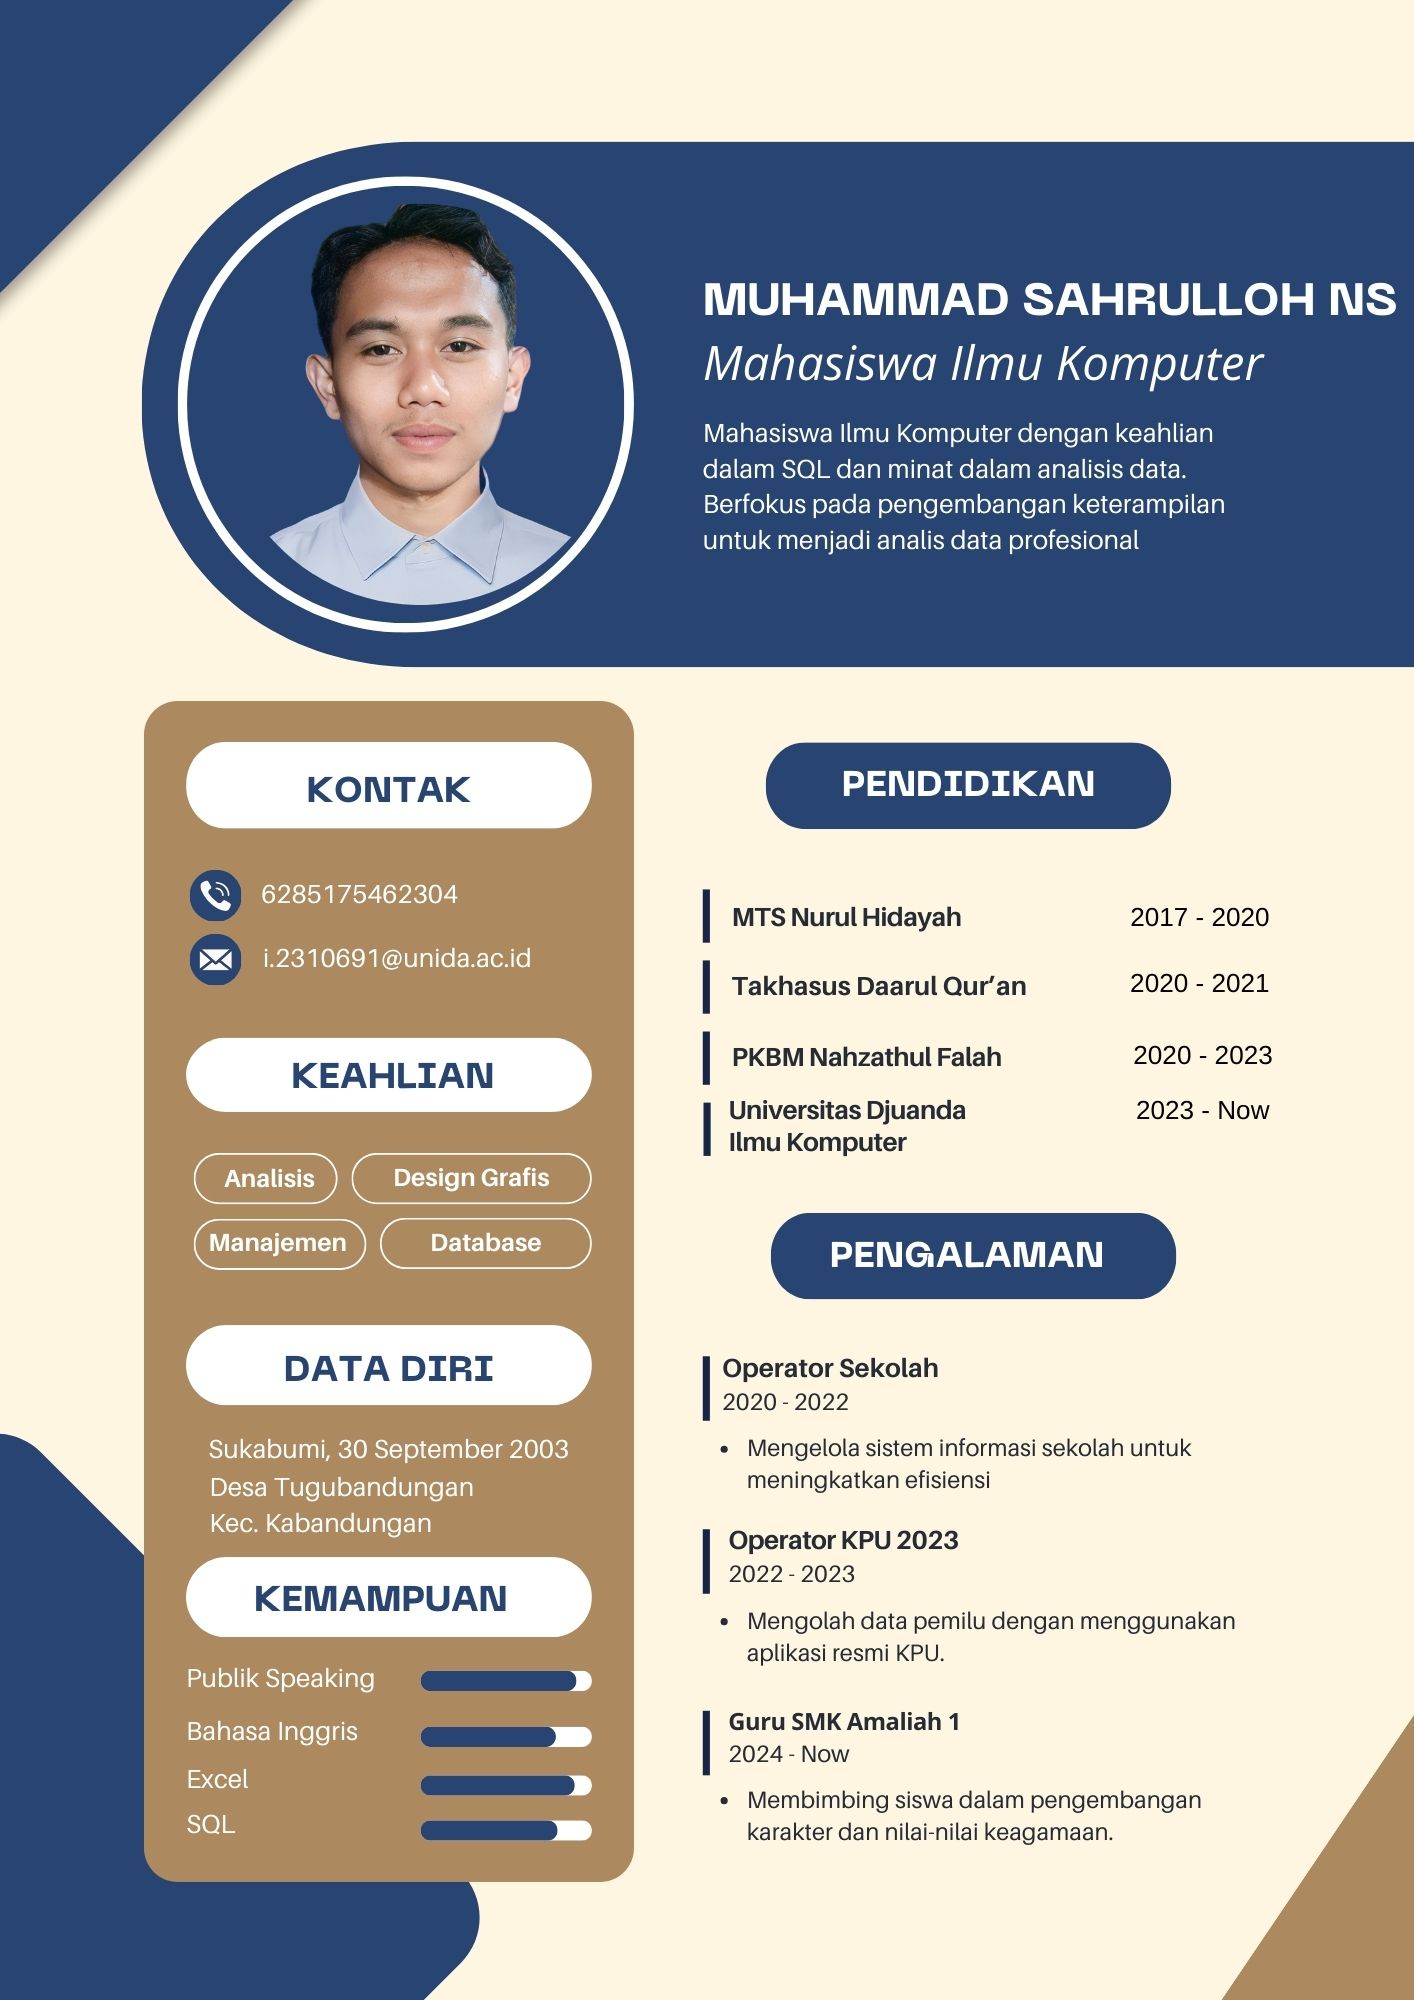 MUHAMMAD SAHRULLOH NS
Mahasiswa Ilmu Komputer
Mahasiswa Ilmu Komputer dengan keahlian
dalam SQL dan minat dalam analisis data.
Berfokus pada pengembangan keterampilan
untuk menjadi analis data profesional
KONTAK
6285175462304
i.2310691@unida.ac.id
KEAHLIAN
Analisis
Design Grafis
Manajemen
Database
DATA DIRI
Sukabumi, 30 September 2003
Desa Tugubandungan
Kec. Kabandungan
KEMAMPUAN
Publik Speaking
Bahasa Inggris
Excel
SQL
PENDIDIKAN
MTS Nurul Hidayah 2017 - 2020
Takhasus Daarul Qur’an 2020 - 2021
PKBM Nahzathul Falah 2020 - 2023
Universitas Djuanda 2023 - Now
Ilmu Komputer
PENGALAMAN
Operator Sekolah
2020 - 2022
• Mengelola sistem informasi sekolah untuk
meningkatkan efisiensi
Operator KPU 2023
2022 - 2023
• Mengolah data pemilu dengan menggunakan
aplikasi resmi KPU.
Guru SMK Amaliah 1
2024 - Now
• Membimbing siswa dalam pengembangan
karakter dan nilai-nilai keagamaan.